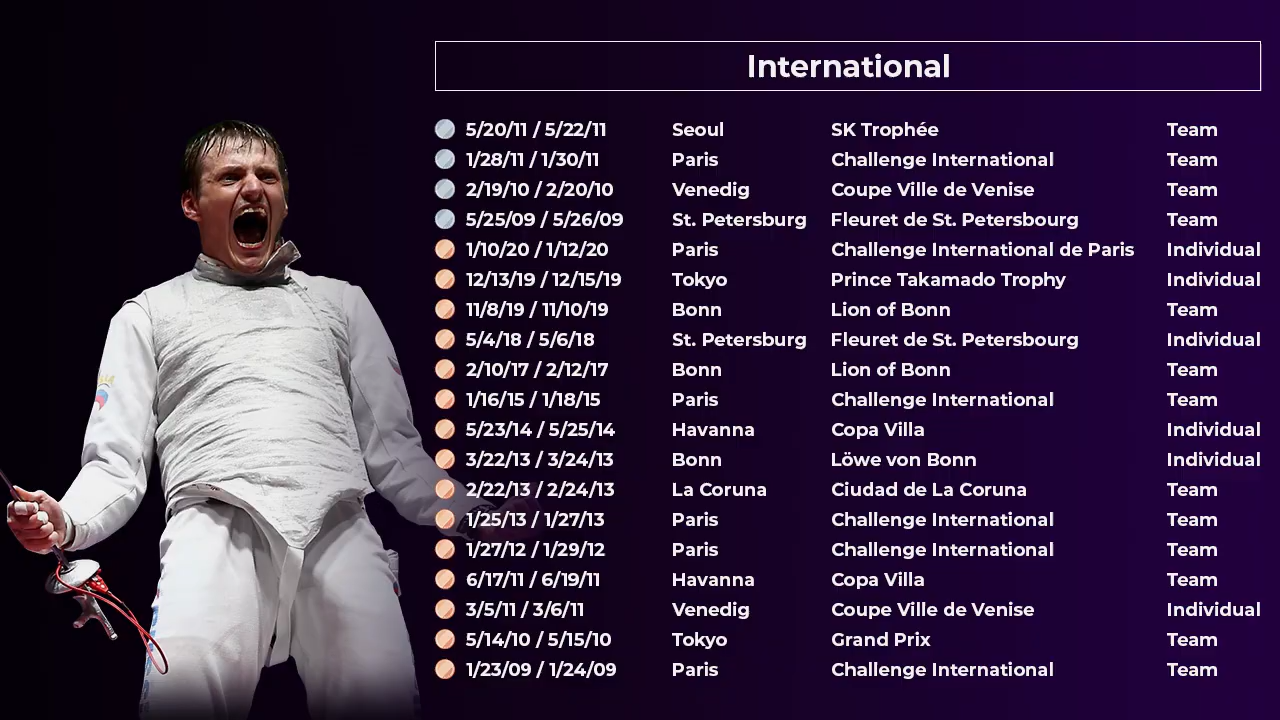 International
5/20/11 / 5/22/11 Seoul SK Trophée Team
1/28/11 / 1/30/11 Paris Challenge International Team
2/19/10 / 2/20/10 Venedig Coupe Ville de Venise Team
5/25/09 / 5/26/09 St. Petersburg Fleuret de St. Petersbourg Team
1/10/20 / 1/12/20 Paris Challenge International de Paris Individual
12/13/19 / 12/15/19 Tokyo Prince Takamado Trophy Individual
11/8/19 / 11/10/19 Bonn Lion of Bonn Team
5/4/18 / 5/6/18 St. Petersburg Fleuret de St. Petersbourg Individual
2/10/17 / 2/12/17 Bonn Lion of Bonn Team
1/16/15 / 1/18/15 Paris Challenge International Team
5/23/14 / 5/25/14 Havanna Copa Villa Individual
3/22/13 / 3/24/13 Bonn Löwe von Bonn Individual
2/22/13 / 2/24/13 La Coruna Ciudad de La Coruna Team
1/25/13 / 1/27/13 Paris Challenge International Team
1/27/12 / 1/29/12 Paris Challenge International Team
6/17/11 / 6/19/11 Havanna Copa Villa Team
3/5/11 / 3/6/11 Venedig Coupe Ville de Venise Individual
5/14/10 / 5/15/10 Tokyo Grand Prix Team
1/23/09 / 1/24/09 Paris Challenge International Team